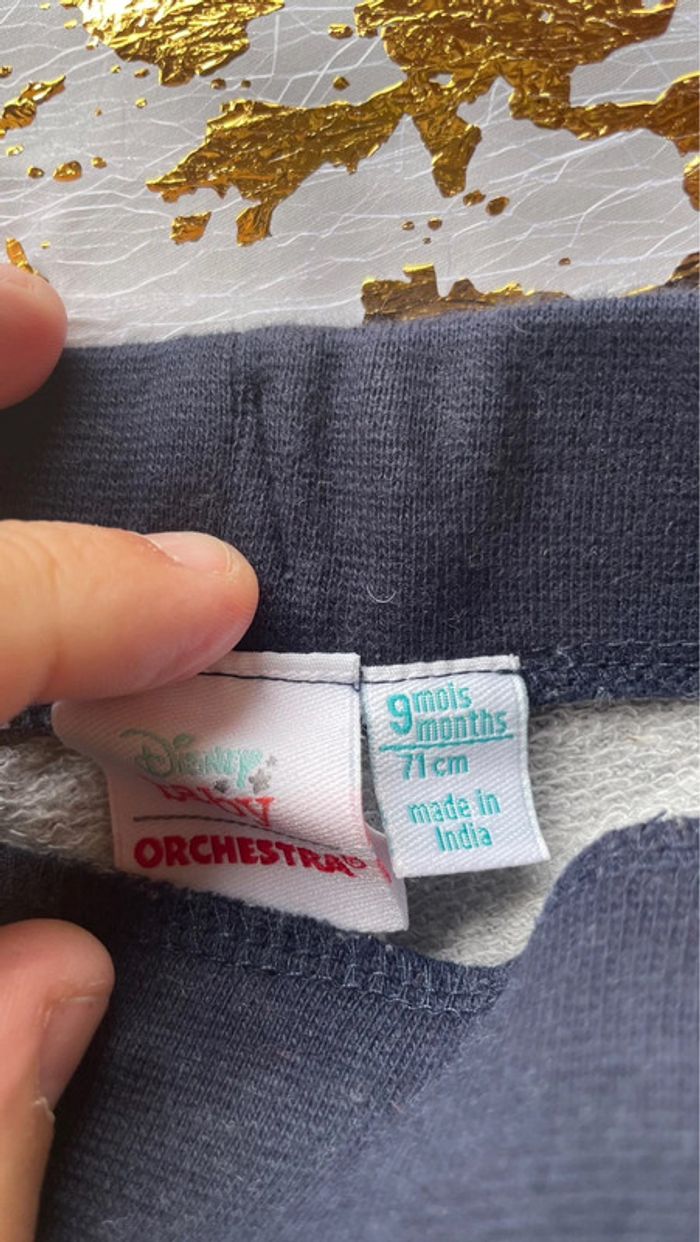 Disney
baby
ORCHESTRA®
9 mois
months
71 cm
made in
India